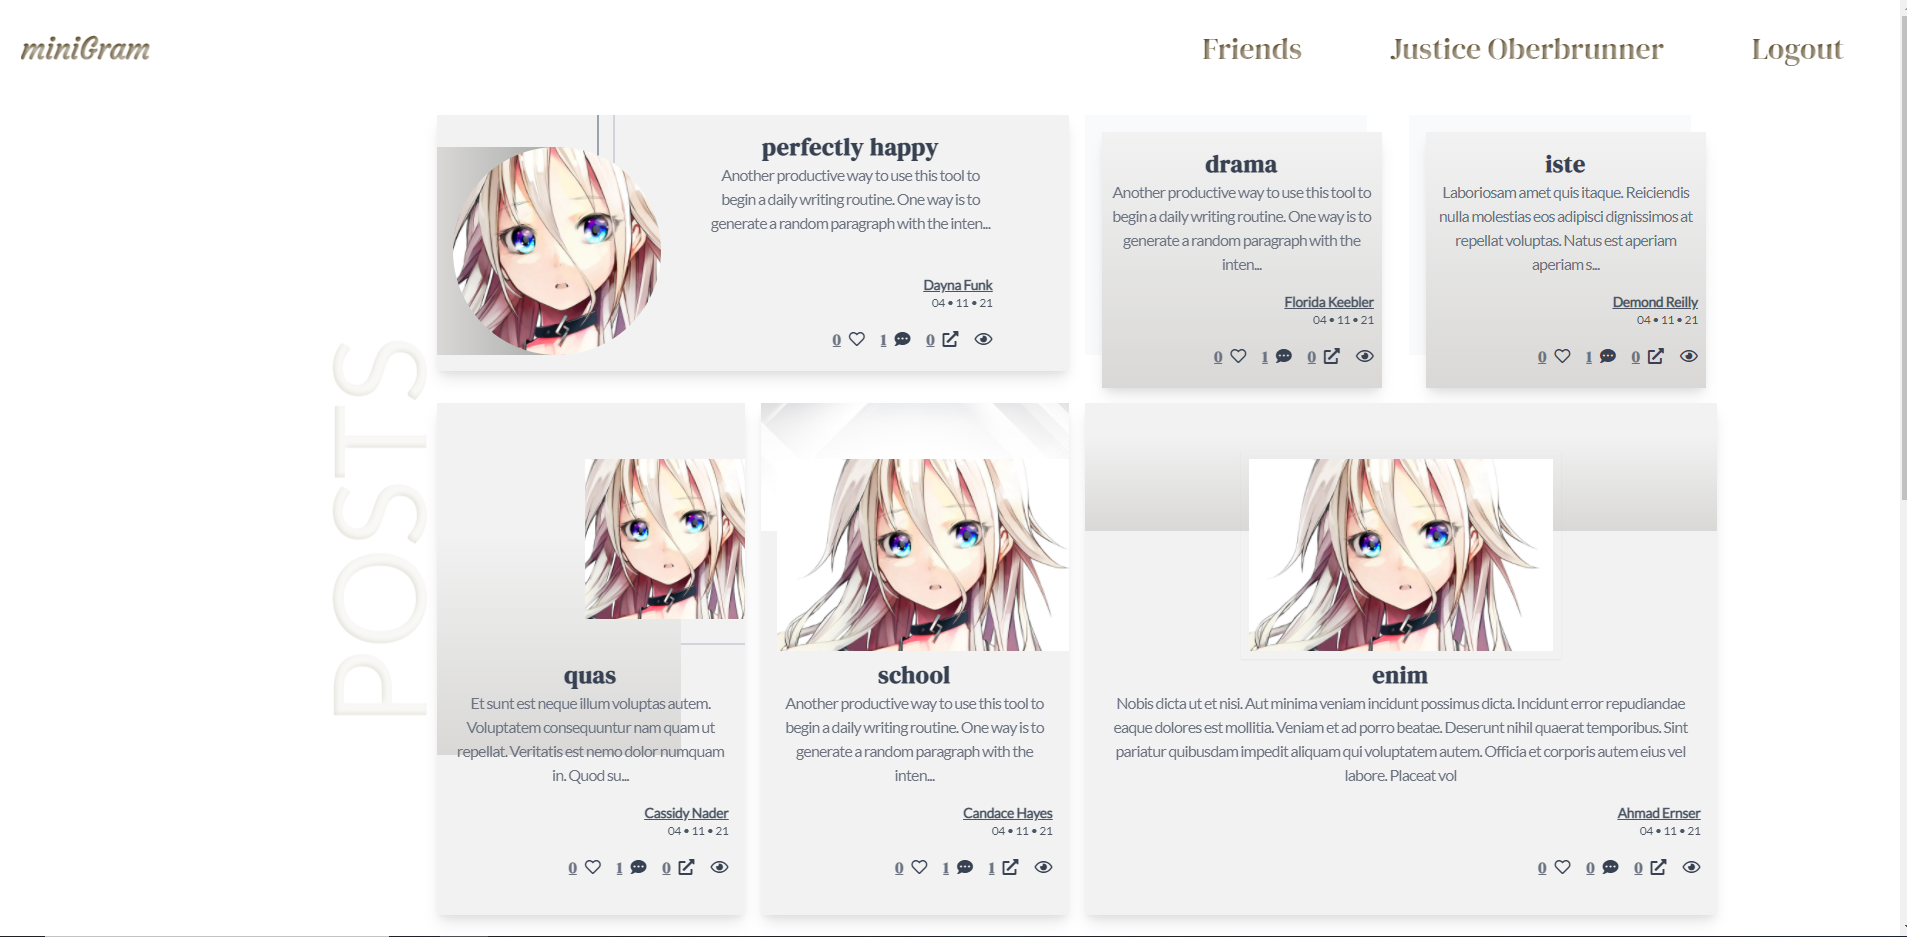 miniGram
Friends
Justice Oberbrunner
Logout
POSTS
perfectly happy
Another productive way to use this tool to
begin a daily writing routine. One way is to
generate a random paragraph with the inten...
Dayna Funk
04 • 11 • 21
0 1 0
drama
Another productive way to use this tool to
begin a daily writing routine. One way is to
generate a random paragraph with the
inten...
Florida Keebler
04 • 11 • 21
0 1 0
iste
Laboriosam amet quis itaque. Reiciendis
nulla molestias eos adipisci dignissimos at
repellat voluptas. Natus est aperiam
aperiam s...
Demond Reilly
04 • 11 • 21
0 1 0
quas
Et sunt est neque illum voluptas autem.
Voluptatem consequuntur nam quam ut
repellat. Veritatis est nemo dolor numquam
in. Quod su...
Cassidy Nader
04 • 11 • 21
0 1 0
school
Another productive way to use this tool to
begin a daily writing routine. One way is to
generate a random paragraph with the
inten...
Candace Hayes
04 • 11 • 21
0 1 1
enim
Nobis dicta ut et nisi. Aut minima veniam incidunt possimus dicta. Incidunt error repudiandae
eaque dolores est mollitia. Veniam et ad porro beatae. Deserunt nihil quaerat temporibus. Sint
pariatur quibusdam impedit aliquam qui voluptatem autem. Officia et corporis autem eius vel
labore. Placeat vol
Ahmad Ernser
04 • 11 • 21
0 0 0